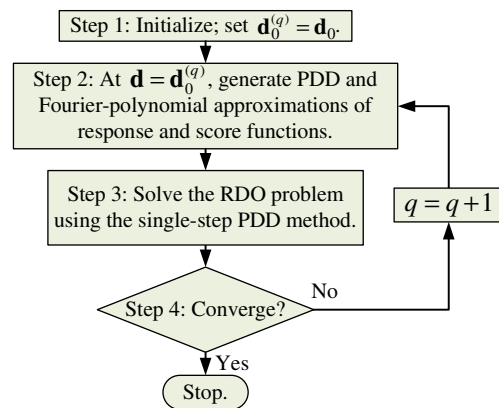 Step 1: Initialize; set d₀⁽q⁾ = d₀.
Step 2: At d = d₀⁽q⁾, generate PDD and
Fourier-polynomial approximations of
response and score functions.
Step 3: Solve the RDO problem
using the single-step PDD method.
q = q+1
Step 4: Converge?
No
Yes
Stop.